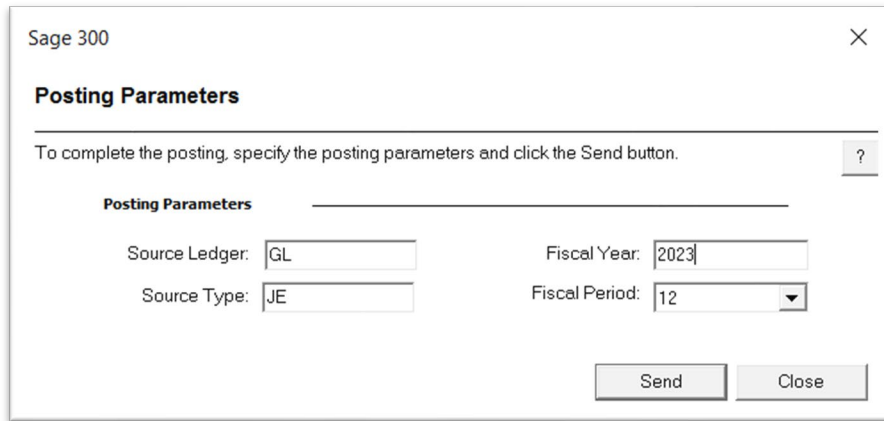 Sage 300
Posting Parameters
To complete the posting, specify the posting parameters and click the Send button.
?
Posting Parameters
Source Ledger: GL Fiscal Year: 2023
Source Type: JE Fiscal Period: 12
Send Close